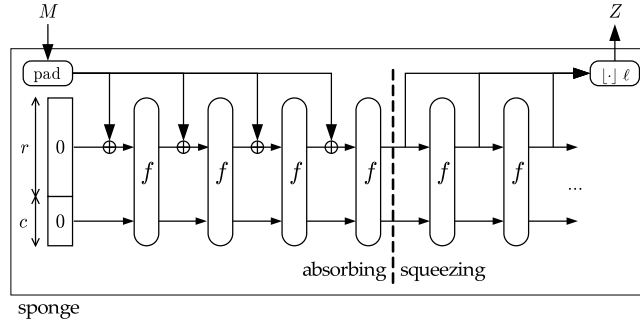 M Z
pad ⌊·⌋ ℓ
r 0
f f f f f f
c 0
...
absorbing squeezing
sponge